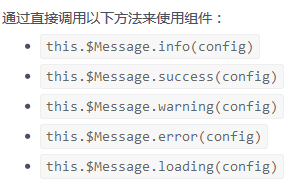 通过直接调用以下方法来使用组件：
this.$Message.info(config)
this.$Message.success(config)
this.$Message.warning(config)
this.$Message.error(config)
this.$Message.loading(config)